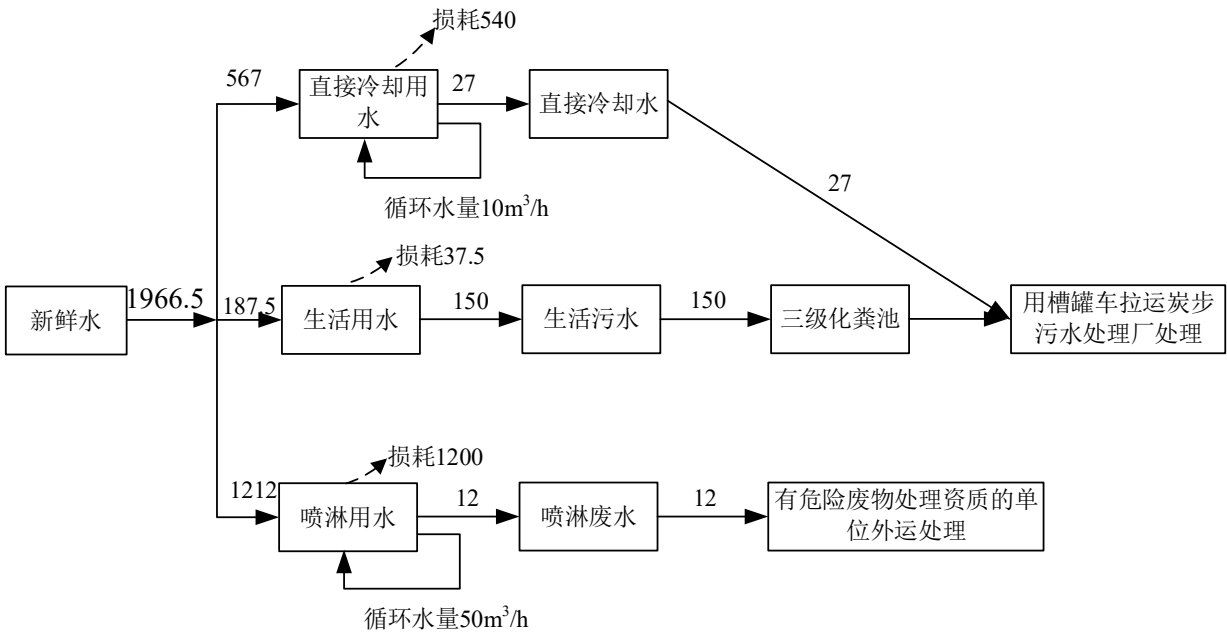 损耗540
567
直接冷却用
水
27
直接冷却水
27
循环水量10m³/h
损耗37.5
新鲜水
1966.5
187.5
生活用水
150
生活污水
150
三级化粪池
用槽罐车拉运炭步
污水处理厂处理
损耗1200
1212
喷淋用水
12
喷淋废水
12
有危险废物处理资质的单
位外运处理
循环水量50m³/h